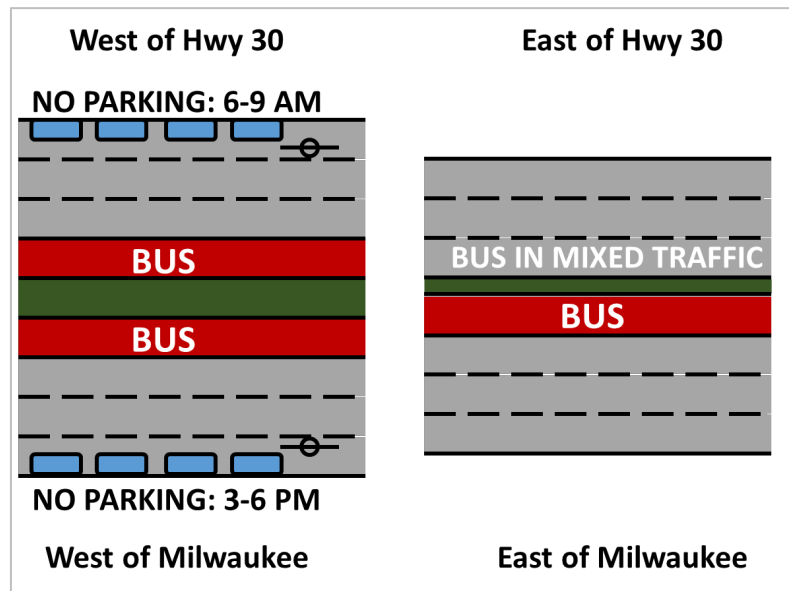 West of Hwy 30
East of Hwy 30
NO PARKING: 6-9 AM
BUS
BUS IN MIXED TRAFFIC
BUS
BUS
NO PARKING: 3-6 PM
West of Milwaukee
East of Milwaukee